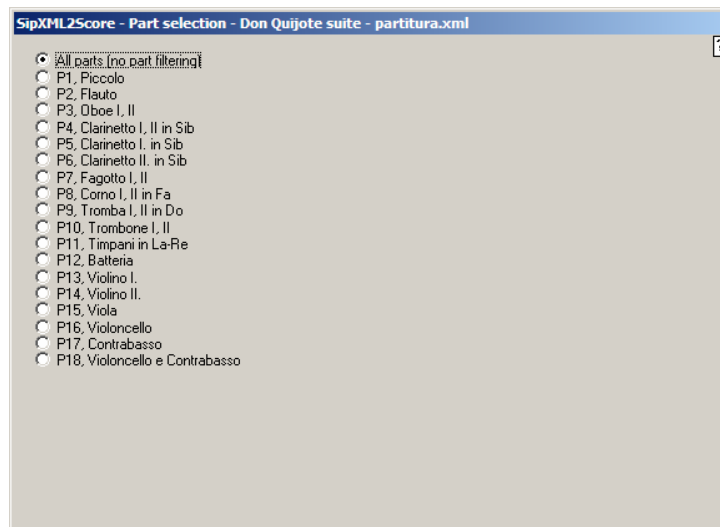 SipXML2Score - Part selection - Don Quijote suite - partitura.xml
All parts (no part filtering)
P1, Piccolo
P2, Flauto
P3, Oboe I, II
P4, Clarinetto I, II in Sib
P5, Clarinetto I. in Sib
P6, Clarinetto II. in Sib
P7, Fagotto I, II
P8, Corno I, II in Fa
P9, Tromba I, II in Do
P10, Trombone I, II
P11, Timpani in La-Re
P12, Batteria
P13, Violino I.
P14, Violino II.
P15, Viola
P16, Violoncello
P17, Contrabasso
P18, Violoncello e Contrabasso